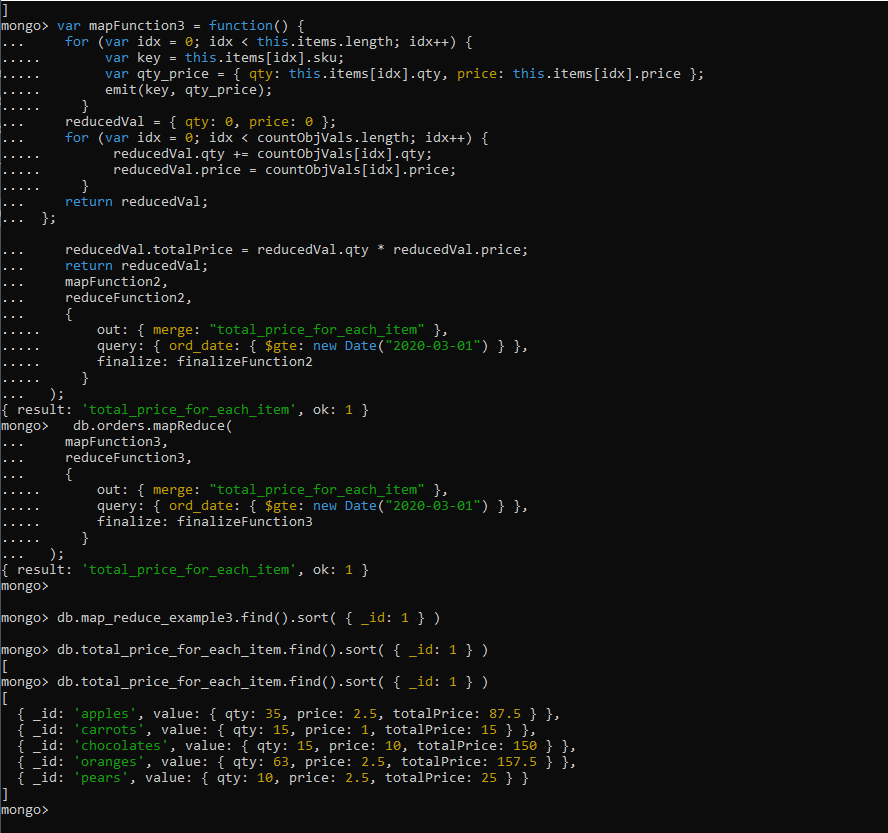 ]
mongo> var mapFunction3 = function() {
...     for (var idx = 0; idx < this.items.length; idx++) {
.....        var key = this.items[idx].sku;
.....        var qty_price = { qty: this.items[idx].qty, price: this.items[idx].price };
.....        emit(key, qty_price);
.....     }
...     reducedVal = { qty: 0, price: 0 };
...     for (var idx = 0; idx < countObjVals.length; idx++) {
.....         reducedVal.qty += countObjVals[idx].qty;
.....         reducedVal.price = countObjVals[idx].price;
.....     }
...     return reducedVal;
...  };
...     reducedVal.totalPrice = reducedVal.qty * reducedVal.price;
...     return reducedVal;
...     mapFunction2,
...     reduceFunction2,
...     {
.....       out: { merge: "total_price_for_each_item" },
.....       query: { ord_date: { $gte: new Date("2020-03-01") } },
.....       finalize: finalizeFunction2
.....     }
...   );
{ result: 'total_price_for_each_item', ok: 1 }
mongo>   db.orders.mapReduce(
...     mapFunction3,
...     reduceFunction3,
...     {
.....       out: { merge: "total_price_for_each_item" },
.....       query: { ord_date: { $gte: new Date("2020-03-01") } },
.....       finalize: finalizeFunction3
.....     }
...   );
{ result: 'total_price_for_each_item', ok: 1 }
mongo>
mongo> db.map_reduce_example3.find().sort( { _id: 1 } )
mongo> db.total_price_for_each_item.find().sort( { _id: 1 } )
[
mongo> db.total_price_for_each_item.find().sort( { _id: 1 } )
[
  { _id: 'apples', value: { qty: 35, price: 2.5, totalPrice: 87.5 } },
  { _id: 'carrots', value: { qty: 15, price: 1, totalPrice: 15 } },
  { _id: 'chocolates', value: { qty: 15, price: 10, totalPrice: 150 } },
  { _id: 'oranges', value: { qty: 63, price: 2.5, totalPrice: 157.5 } },
  { _id: 'pears', value: { qty: 10, price: 2.5, totalPrice: 25 } }
]
mongo>